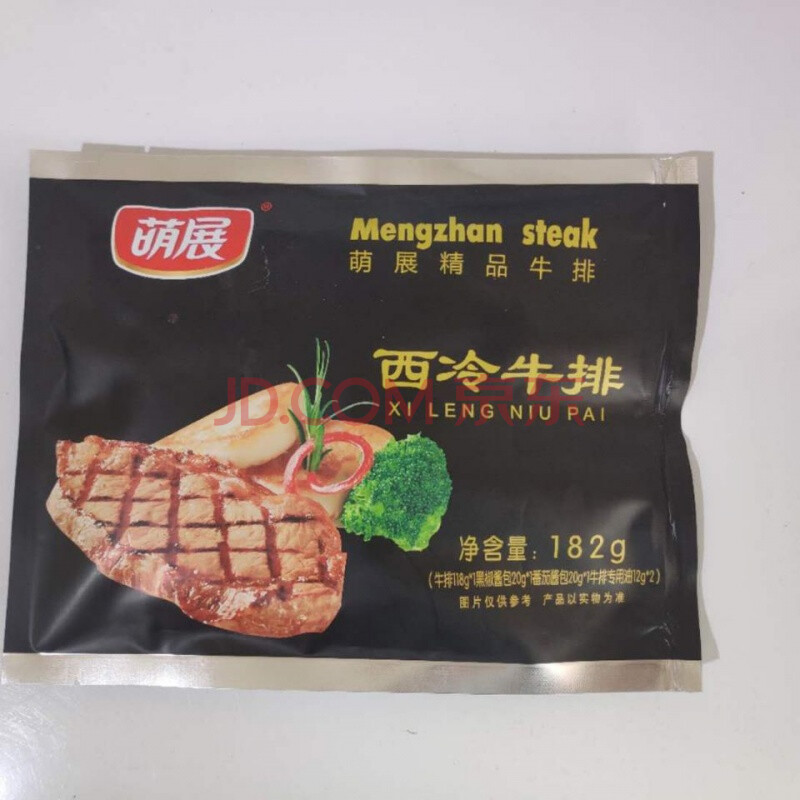 萌展
®
Mengzhan steak
萌展精品牛排
西冷牛排
JD.COM 京东
XI LENG NIU PAI
净含量：182g
（牛排118g*1黑椒酱包20g*1番茄酱包20g*1牛排专用油12g*2）
图片仅供参考 产品以实物为准